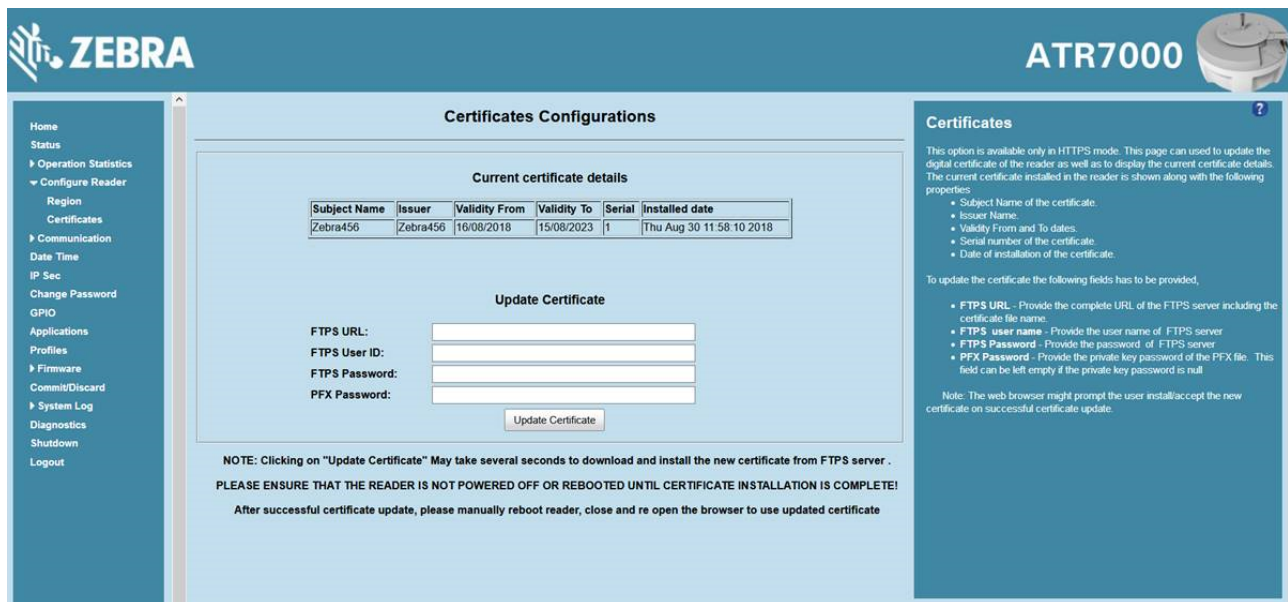 ZEBRA
ATR7000
Home
Status
Operation Statistics
Configure Reader
Region
Certificates
Communication
Date Time
IP Sec
Change Password
GPIO
Applications
Profiles
Firmware
Commit/Discard
System Log
Diagnostics
Shutdown
Logout
Certificates Configurations
Current certificate details
Subject Name Issuer Validity From Validity To Serial Installed date
Zebra456 Zebra456 16/08/2018 15/08/2023 1 Thu Aug 30 11:58:10 2018
Update Certificate
FTPS URL:
FTPS User ID:
FTPS Password:
PFX Password:
Update Certificate
NOTE: Clicking on "Update Certificate" May take several seconds to download and install the new certificate from FTPS server .
PLEASE ENSURE THAT THE READER IS NOT POWERED OFF OR REBOOTED UNTIL CERTIFICATE INSTALLATION IS COMPLETE!
After successful certificate update, please manually reboot reader, close and re open the browser to use updated certificate
?
Certificates
This option is available only in HTTPS mode. This page can used to update the
digital certificate of the reader as well as to display the current certificate details.
The current certificate installed in the reader is shown along with the following
properties
• Subject Name of the certificate.
• Issuer Name.
• Validity From and To dates.
• Serial number of the certificate.
• Date of installation of the certificate.
To update the certificate the following fields has to be provided,
• FTPS URL - Provide the complete URL of the FTPS server including the
certificate file name.
• FTPS user name - Provide the user name of FTPS server
• FTPS Password - Provide the password of FTPS server
• PFX Password - Provide the private key password of the PFX file. This
field can be left empty if the private key password is null
Note: The web browser might prompt the user install/accept the new
certificate on successful certificate update.